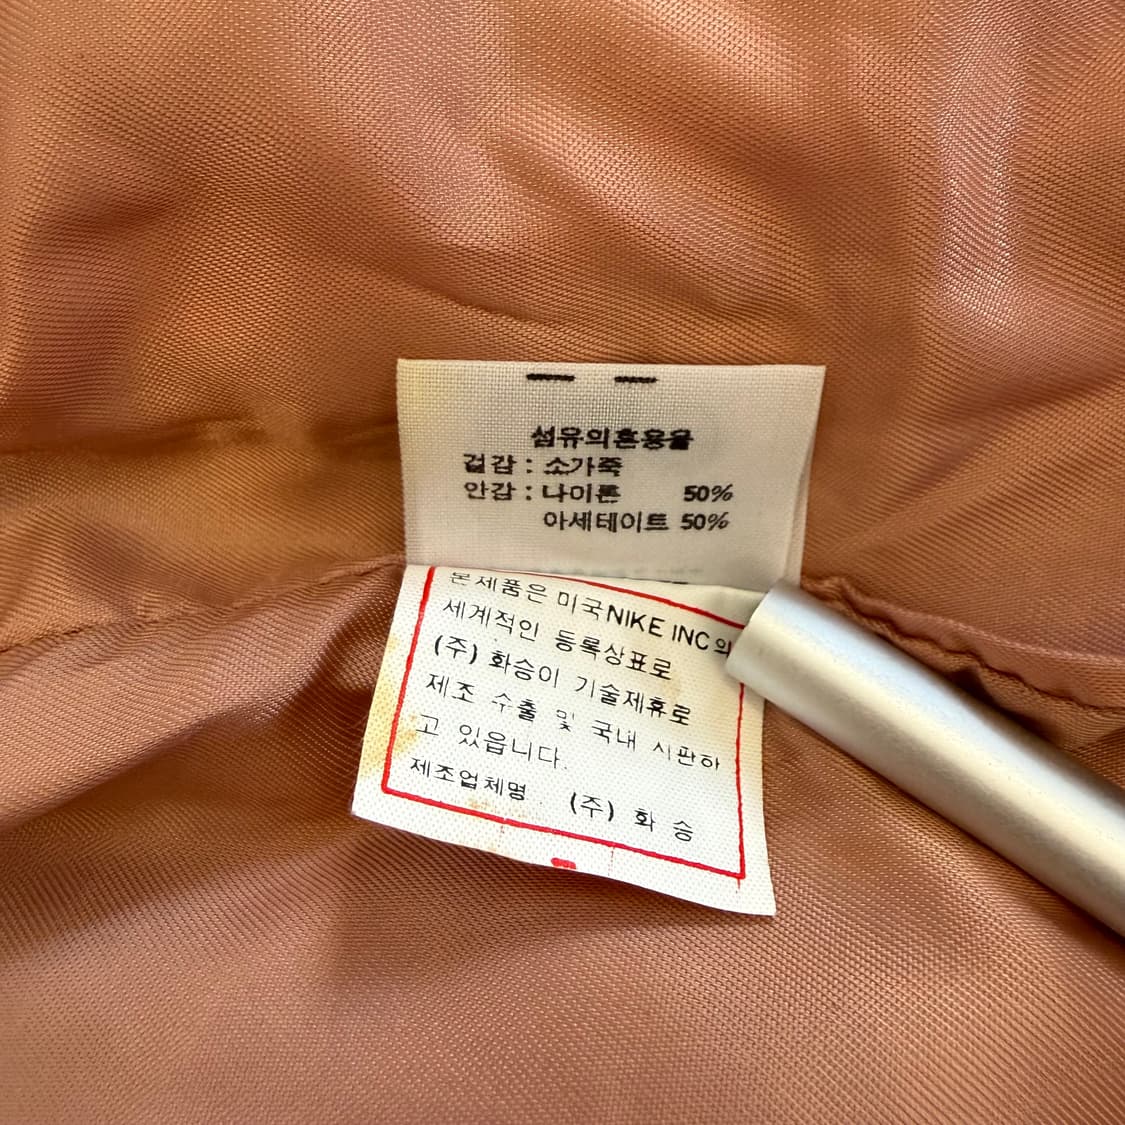 섬유의혼용율
겉감 : 소가죽
안감 : 나이론 50%
아세테이트 50%
본제품은 미국NIKE INC의
세계적인 등록상표로
(주) 화승이 기술제휴로
제조 수출 및 국내 시판하
고 있읍니다.
제조업체명 (주) 화 승